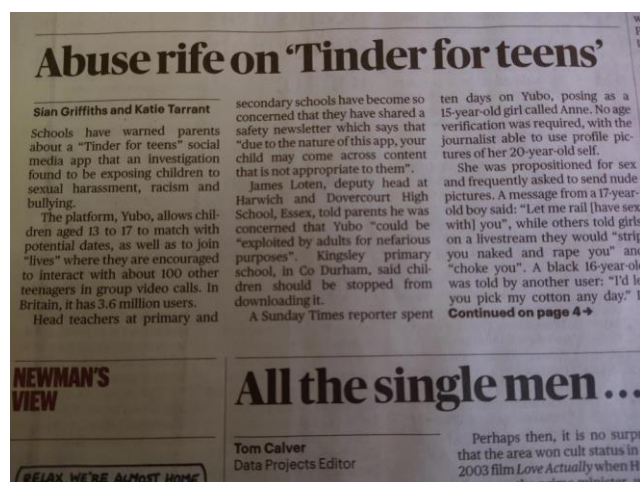 Abuse rife on ‘Tinder for teens’
Sian Griffiths and Katie Tarrant
Schools have warned parents
about a “Tinder for teens” social
media app that an investigation
found to be exposing children to
sexual harassment, racism and
bullying.
The platform, Yubo, allows chil-
dren aged 13 to 17 to match with
potential dates, as well as to join
“lives” where they are encouraged
to interact with about 100 other
teenagers in group video calls. In
Britain, it has 3.6 million users.
Head teachers at primary and
secondary schools have become so
concerned that they have shared a
safety newsletter which says that
“due to the nature of this app, your
child may come across content
that is not appropriate to them”.
James Loten, deputy head at
Harwich and Dovercourt High
School, Essex, told parents he was
concerned that Yubo “could be
“exploited by adults for nefarious
purposes”. Kingsley primary
school, in Co Durham, said chil-
dren should be stopped from
downloading it.
A Sunday Times reporter spent
ten days on Yubo, posing as a
15-year-old girl called Anne. No age
verification was required, with the
journalist able to use profile pic-
tures of her 20-year-old self.
She was propositioned for sex
and frequently asked to send nude
pictures. A message from a 17-year-
old boy said: “Let me rail [have sex
with] you”, while others told girls
on a livestream they would “strip
you naked and rape you” and
“choke you”. A black 16-year-old
was told by another user: “I’d le
you pick my cotton any day.”
Continued on page 4→
NEWMAN’S
VIEW
RELAX, WE’RE ALMOST HOME
All the single men ...
Tom Calver
Data Projects Editor
Perhaps then, it is no surp
that the area won cult status in
2003 film Love Actually when H